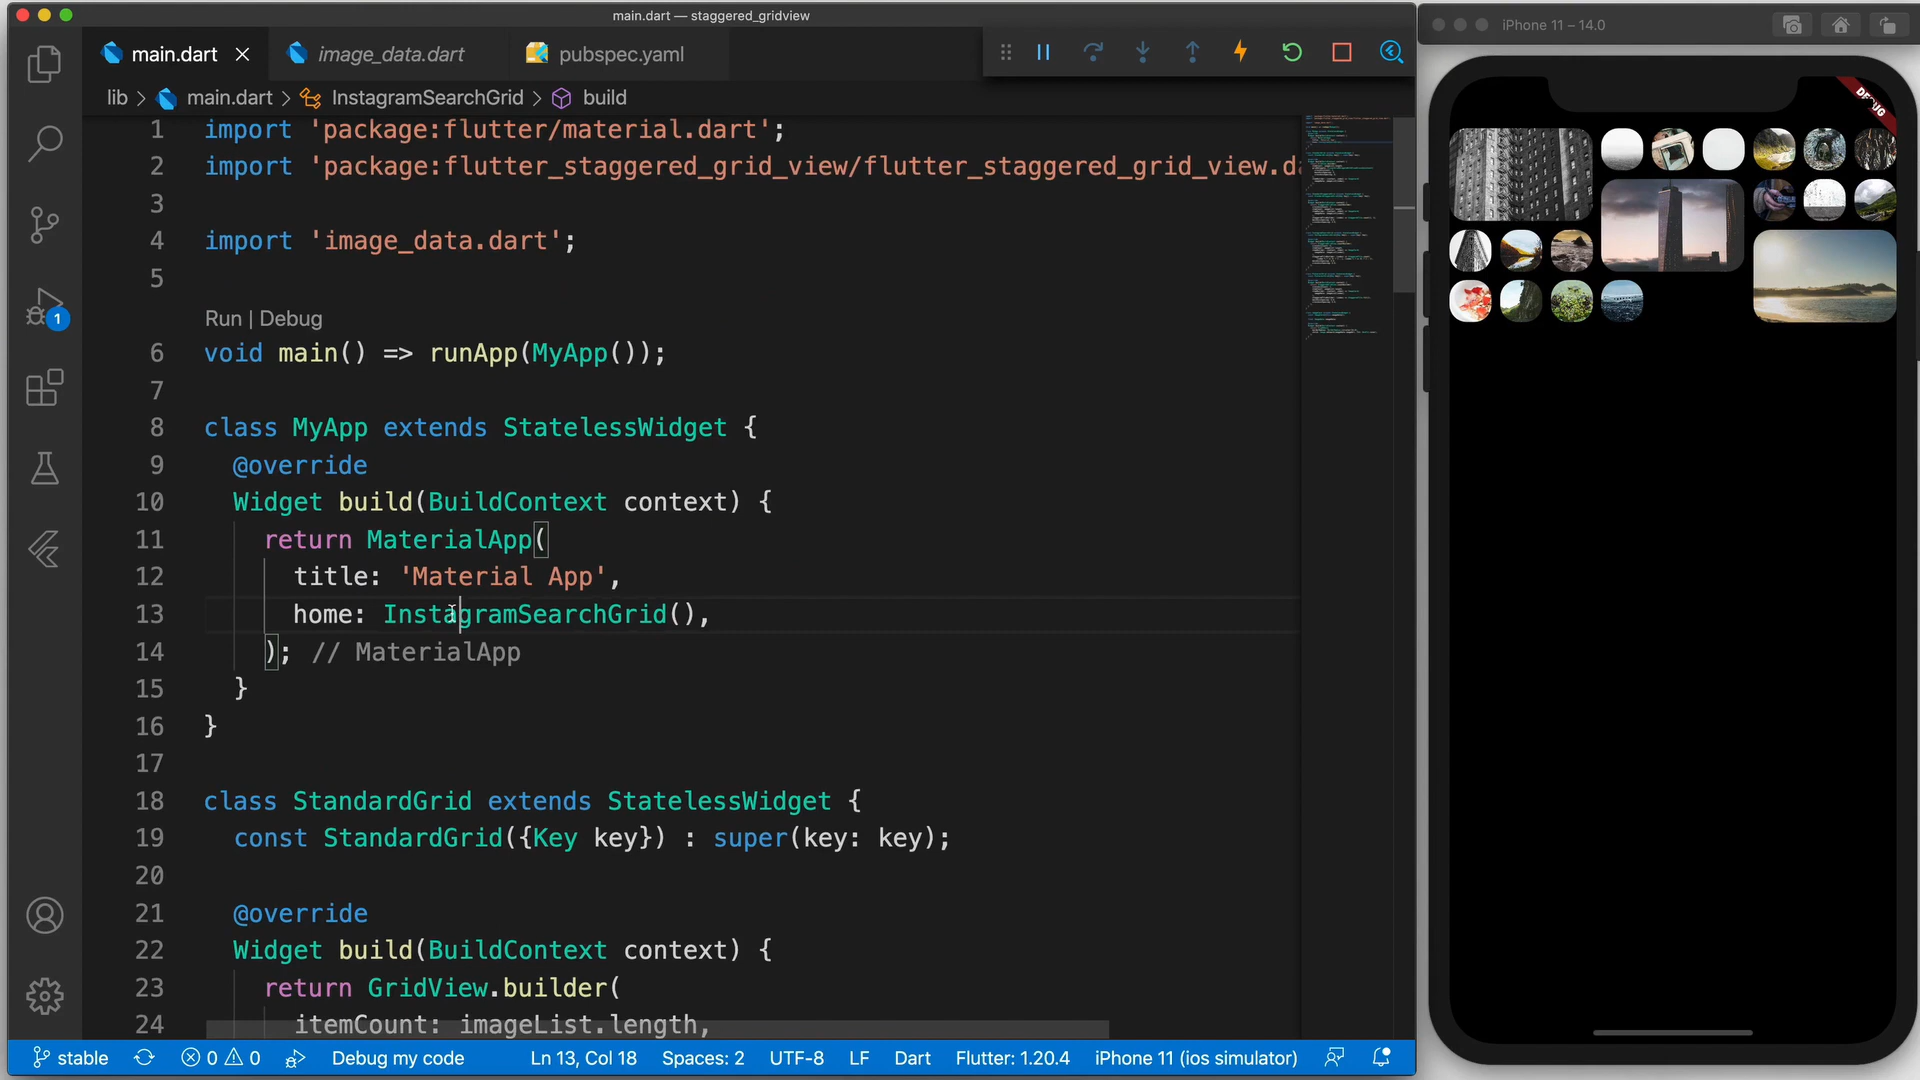 main.dart — staggered_gridview
main.dart
image_data.dart
pubspec.yaml
lib > main.dart > InstagramSearchGrid > build
1 import 'package:flutter/material.dart';
2 import 'package:flutter_staggered_grid_view/flutter_staggered_grid_view.da
3
4 import 'image_data.dart';
5
Run | Debug
6 void main() => runApp(MyApp());
7
8 class MyApp extends StatelessWidget {
9 @override
10 Widget build(BuildContext context) {
11 return MaterialApp(
12 title: 'Material App',
13 home: InstagramSearchGrid(),
14 ); // MaterialApp
15 }
16 }
17
18 class StandardGrid extends StatelessWidget {
19 const StandardGrid({Key key}) : super(key: key);
20
21 @override
22 Widget build(BuildContext context) {
23 return GridView.builder(
24 itemCount: imageList.length,
1
stable 0 0 Debug my code Ln 13, Col 18 Spaces: 2 UTF-8 LF Dart Flutter: 1.20.4 iPhone 11 (ios simulator)
iPhone 11 – 14.0
DEBUG